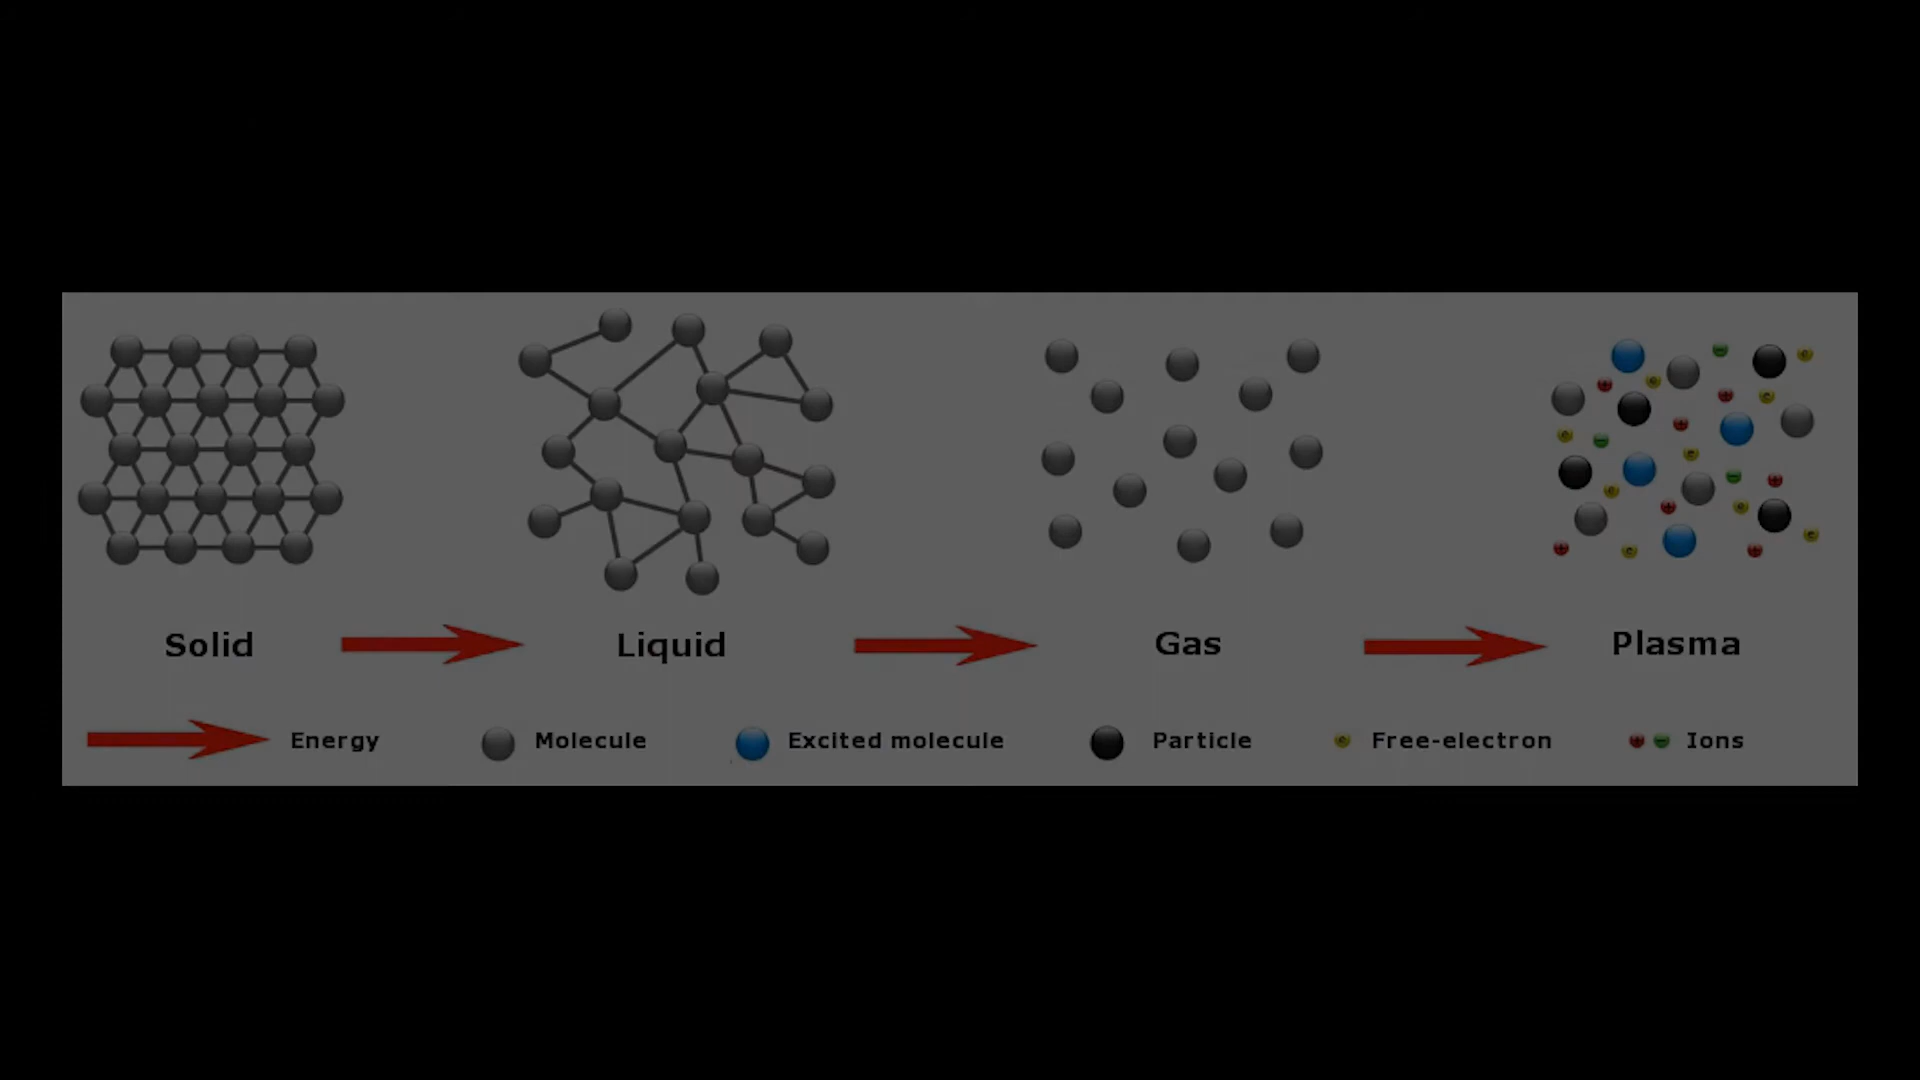 Solid Liquid Gas Plasma
Energy Molecule Excited molecule Particle Free-electron Ions